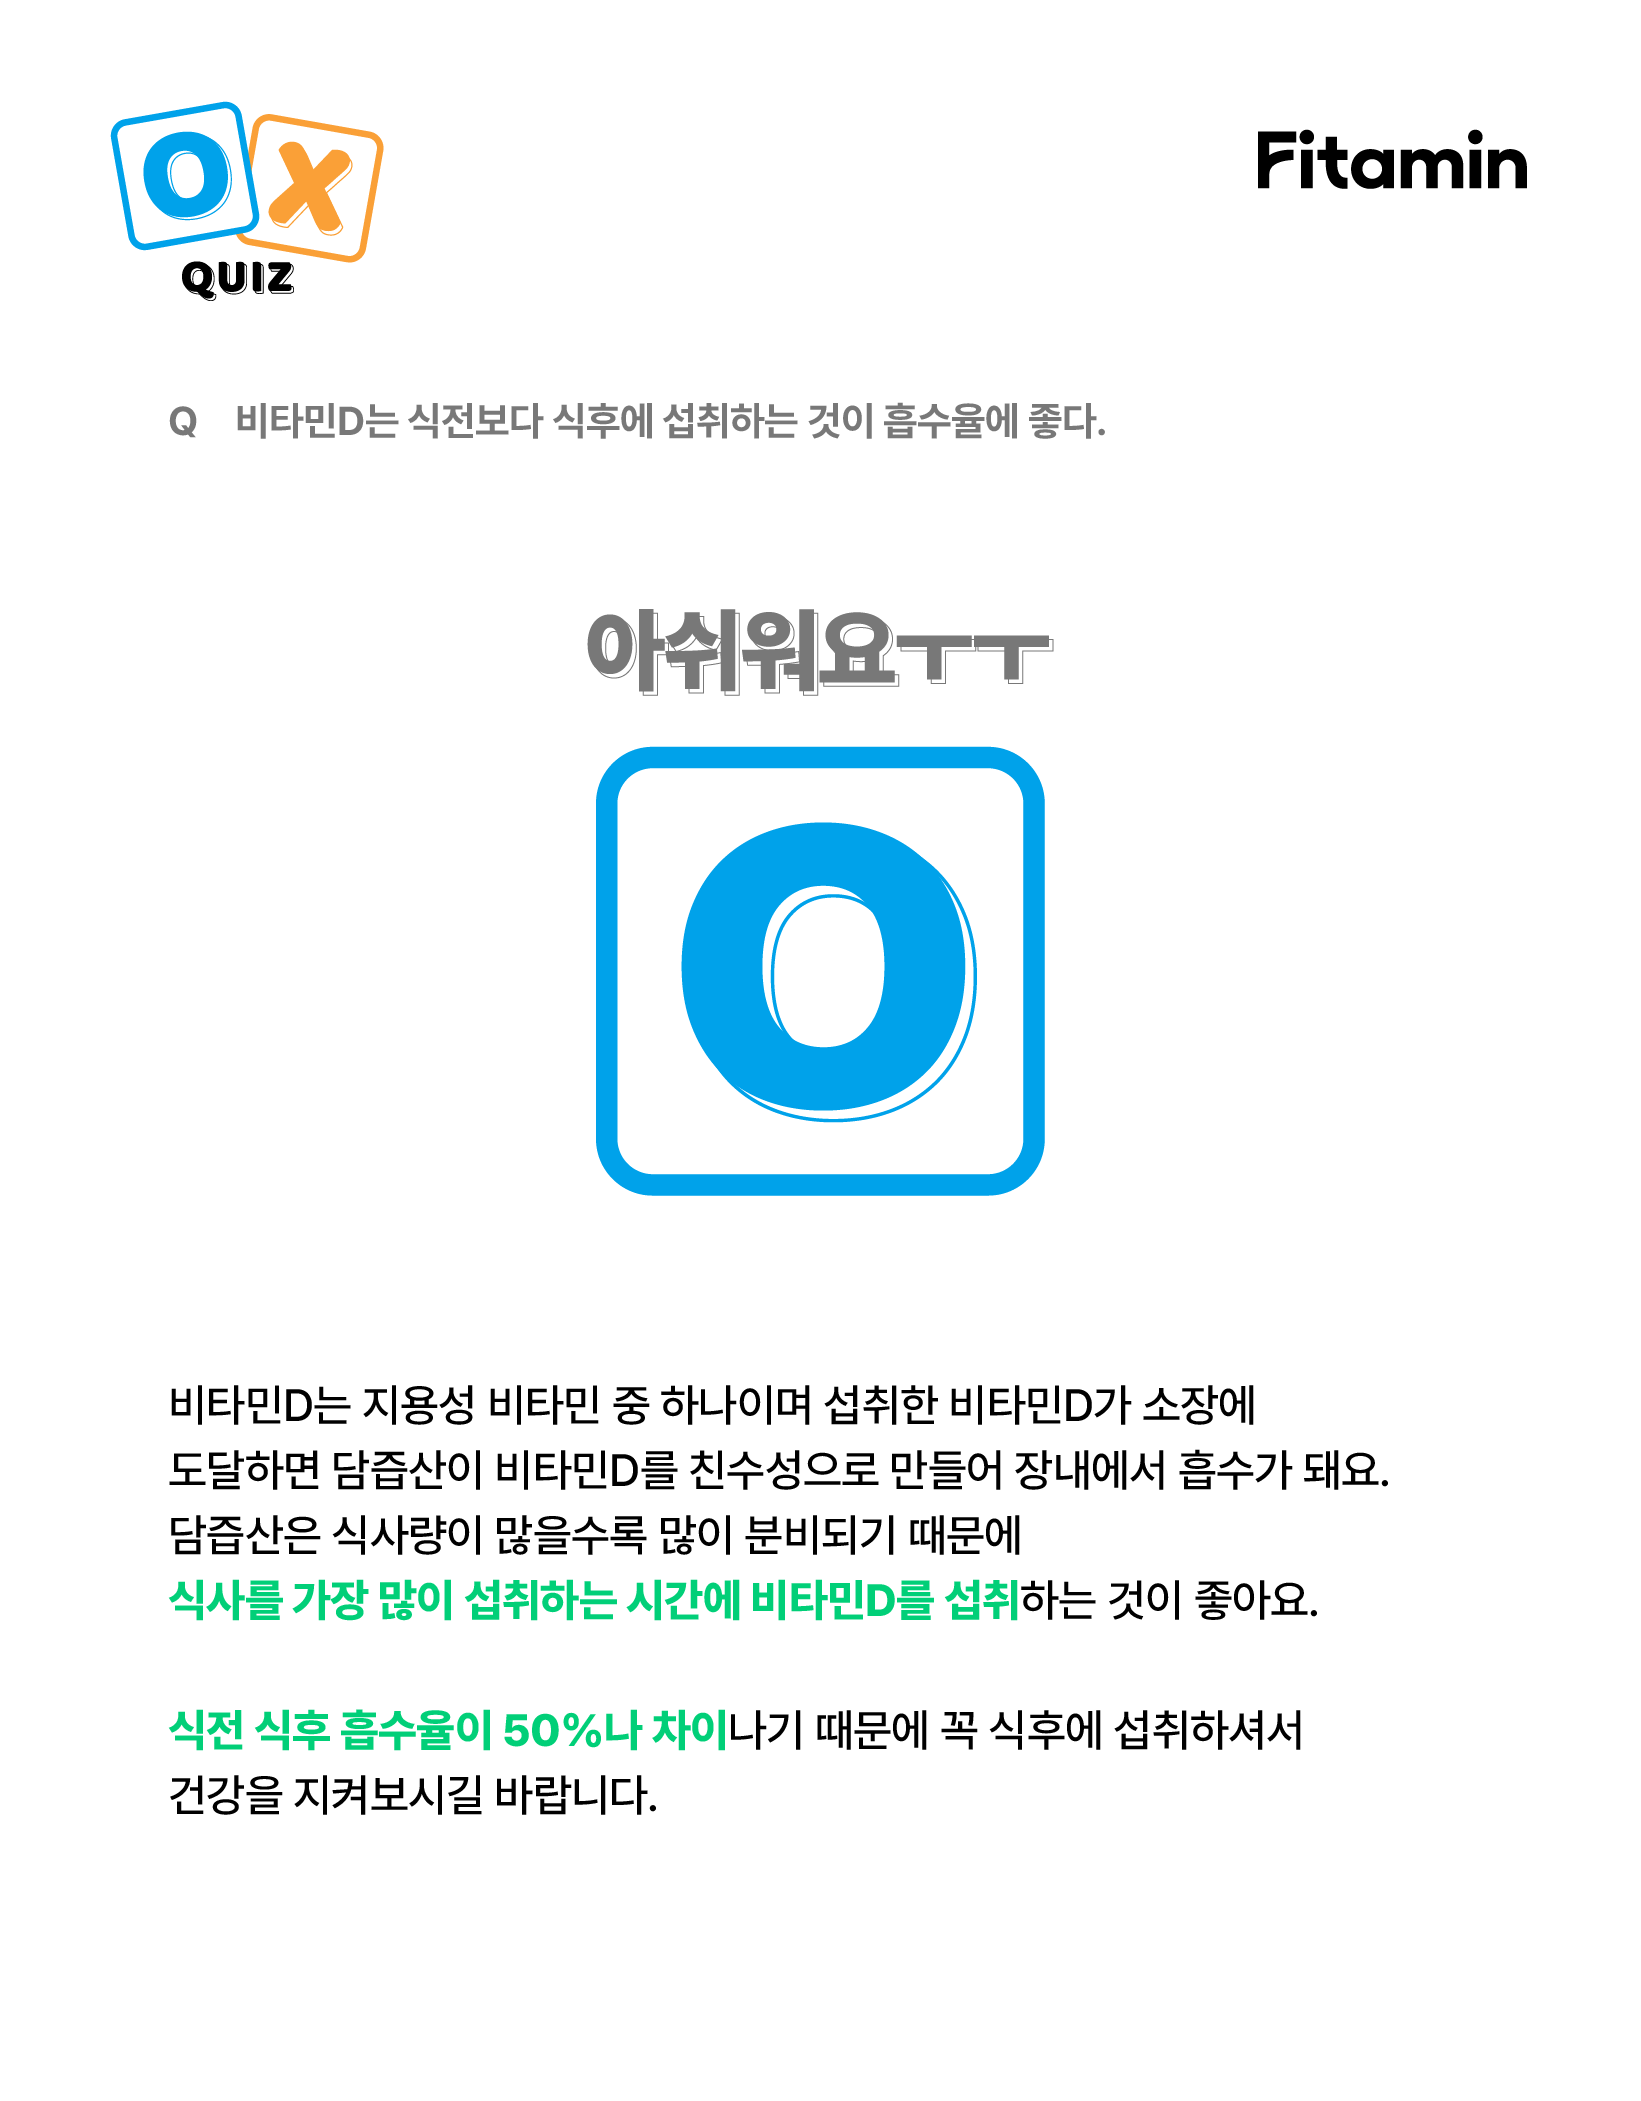 O X
QUIZ
Fitamin
Q 비타민D는 식전보다 식후에 섭취하는 것이 흡수율에 좋다.
아쉬워요ㅜㅜ
O
비타민D는 지용성 비타민 중 하나이며 섭취한 비타민D가 소장에
도달하면 담즙산이 비타민D를 친수성으로 만들어 장내에서 흡수가 돼요.
담즙산은 식사량이 많을수록 많이 분비되기 때문에
식사를 가장 많이 섭취하는 시간에 비타민D를 섭취하는 것이 좋아요.
식전 식후 흡수율이 50%나 차이나기 때문에 꼭 식후에 섭취하셔서
건강을 지켜보시길 바랍니다.